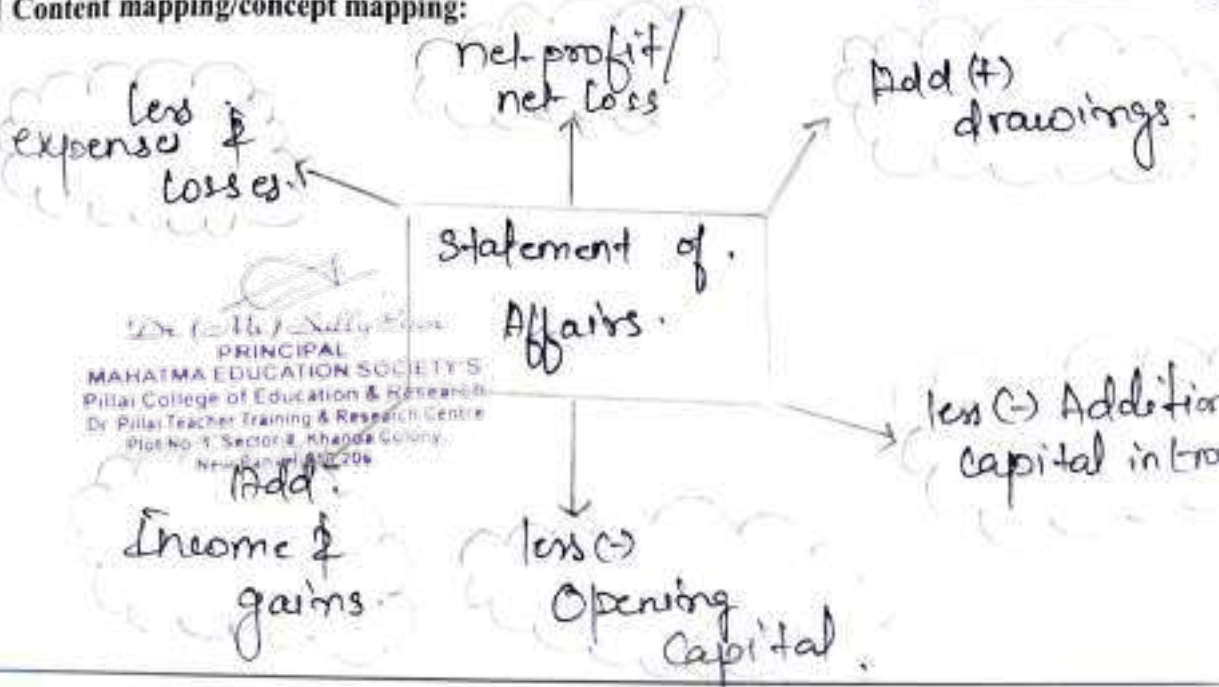 Content mapping/concept mapping:
net profit/
net loss
Add (+)
drawings.
less :
expenses &
losses.
Statement of.
Affairs.
PRINCIPAL
MAHATMA EDUCATION SOCIETY'S
Pillai College of Education & Research
Dr. Pillai Teacher Training & Research Centre
Plot No. 1, Sector 8, Khanda Colony,
206
less (-) Addition
capital intro
Add :
Income &
gains.
less (-)
Opening
Capital.